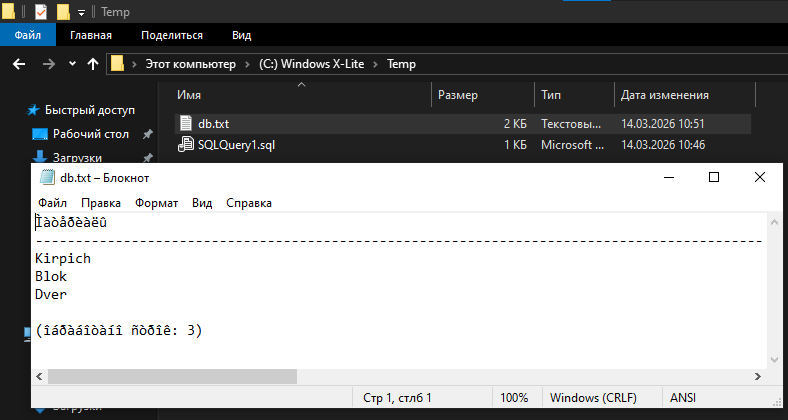 Temp
Файл Главная Поделиться Вид
Этот компьютер (C:) Windows X-Lite Temp
Имя Размер Тип Дата изменения
Быстрый доступ
Рабочий стол
Загрузки
db.txt 2 КБ Текстовы... 14.03.2026 10:51
SQLQuery1.sql 1 КБ Microsoft ... 14.03.2026 10:46
db.txt – Блокнот
Файл Правка Формат Вид Справка
Ìàòåðèàëû
--------------------------------------------------------------------------------------------
Kirpich
Blok
Dver
(îáðàáîòàíî ñòðîê: 3)
Стр 1, стлб 1 100% Windows (CRLF) ANSI
Загрузки